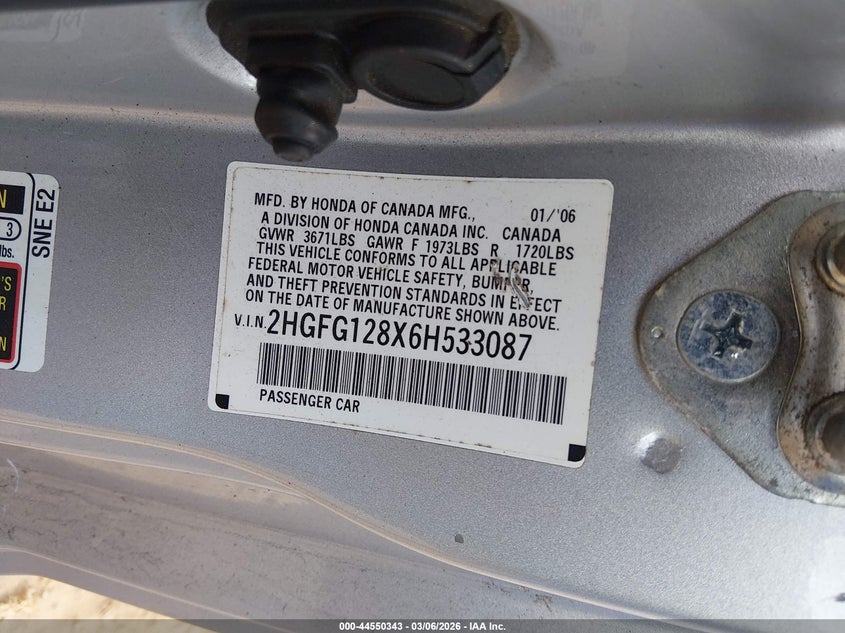 MFD. BY HONDA OF CANADA MFG., 01/'06
A DIVISION OF HONDA CANADA INC. CANADA
GVWR 3671LBS GAWR F 1973LBS R 1720LBS
THIS VEHICLE CONFORMS TO ALL APPLICABLE
FEDERAL MOTOR VEHICLE SAFETY, BUMPER,
AND THEFT PREVENTION STANDARDS IN EFFECT
ON THE DATE OF MANUFACTURE SHOWN ABOVE.
V.I.N. 2HGFG128X6H533087
PASSENGER CAR
N
3
lbs.
'S
R
N
SNE E2
000-44550343 - 03/06/2026 - IAA Inc.